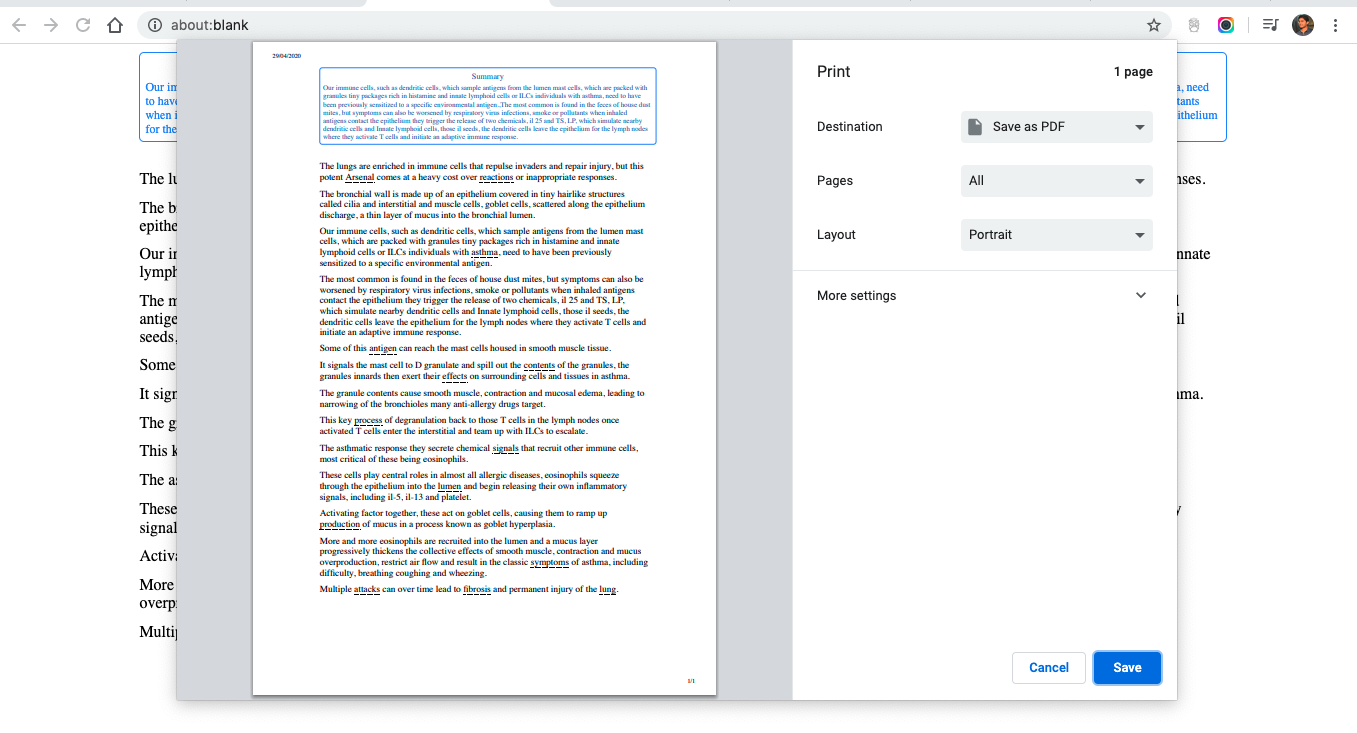 about:blank
29/04/2020
Summary
Our immune cells, such as dendritic cells, which sample antigens from the lumen mast cells, which are packed with
granules tiny packages rich in histamine and innate lymphoid cells or ILCs individuals with asthma, need to have
been previously sensitized to a specific environmental antigen..The most common is found in the feces of house dust
mites, but symptoms can also be worsened by respiratory virus infections, smoke or pollutants when inhaled
antigens contact the epithelium they trigger the release of two chemicals, il 25 and TS, LP, which simulate nearby
dendritic cells and Innate lymphoid cells, those il seeds, the dendritic cells leave the epithelium for the lymph nodes
where they activate T cells and initiate an adaptive immune response.
The lungs are enriched in immune cells that repulse invaders and repair injury, but this
potent Arsenal comes at a heavy cost over reactions or inappropriate responses.
The bronchial wall is made up of an epithelium covered in tiny hairlike structures
called cilia and interstitial and muscle cells, goblet cells, scattered along the epithelium
discharge, a thin layer of mucus into the bronchial lumen.
Our immune cells, such as dendritic cells, which sample antigens from the lumen mast
cells, which are packed with granules tiny packages rich in histamine and innate
lymphoid cells or ILCs individuals with asthma, need to have been previously
sensitized to a specific environmental antigen.
The most common is found in the feces of house dust mites, but symptoms can also be
worsened by respiratory virus infections, smoke or pollutants when inhaled antigens
contact the epithelium they trigger the release of two chemicals, il 25 and TS, LP,
which simulate nearby dendritic cells and Innate lymphoid cells, those il seeds, the
dendritic cells leave the epithelium for the lymph nodes where they activate T cells and
initiate an adaptive immune response.
Some of this antigen can reach the mast cells housed in smooth muscle tissue.
It signals the mast cell to D granulate and spill out the contents of the granules, the
granules innards then exert their effects on surrounding cells and tissues in asthma.
The granule contents cause smooth muscle, contraction and mucosal edema, leading to
narrowing of the bronchioles many anti-allergy drugs target.
This key process of degranulation back to those T cells in the lymph nodes once
activated T cells enter the interstitial and team up with ILCs to escalate.
The asthmatic response they secrete chemical signals that recruit other immune cells,
most critical of these being eosinophils.
These cells play central roles in almost all allergic diseases, eosinophils squeeze
through the epithelium into the lumen and begin releasing their own inflammatory
signals, including il-5, il-13 and platelet.
Activating factor together, these act on goblet cells, causing them to ramp up
production of mucus in a process known as goblet hyperplasia.
More and more eosinophils are recruited into the lumen and a mucus layer
progressively thickens the collective effects of smooth muscle, contraction and mucus
overproduction, restrict air flow and result in the classic symptoms of asthma, including
difficulty, breathing coughing and wheezing.
Multiple attacks can over time lead to fibrosis and permanent injury of the lung.
1/1
Print
1 page
Destination
Save as PDF
Pages
All
Layout
Portrait
More settings
Cancel
Save
Our im
to have
when i
for the
The lu
The b
epithe
Our in
lymph
The m
antige
seeds,
Some
It sign
The g
This k
The as
These
signal
Activa
More
overp
Multip
a, need
tants
ithelium
nses.
nnate
il
ma.
y